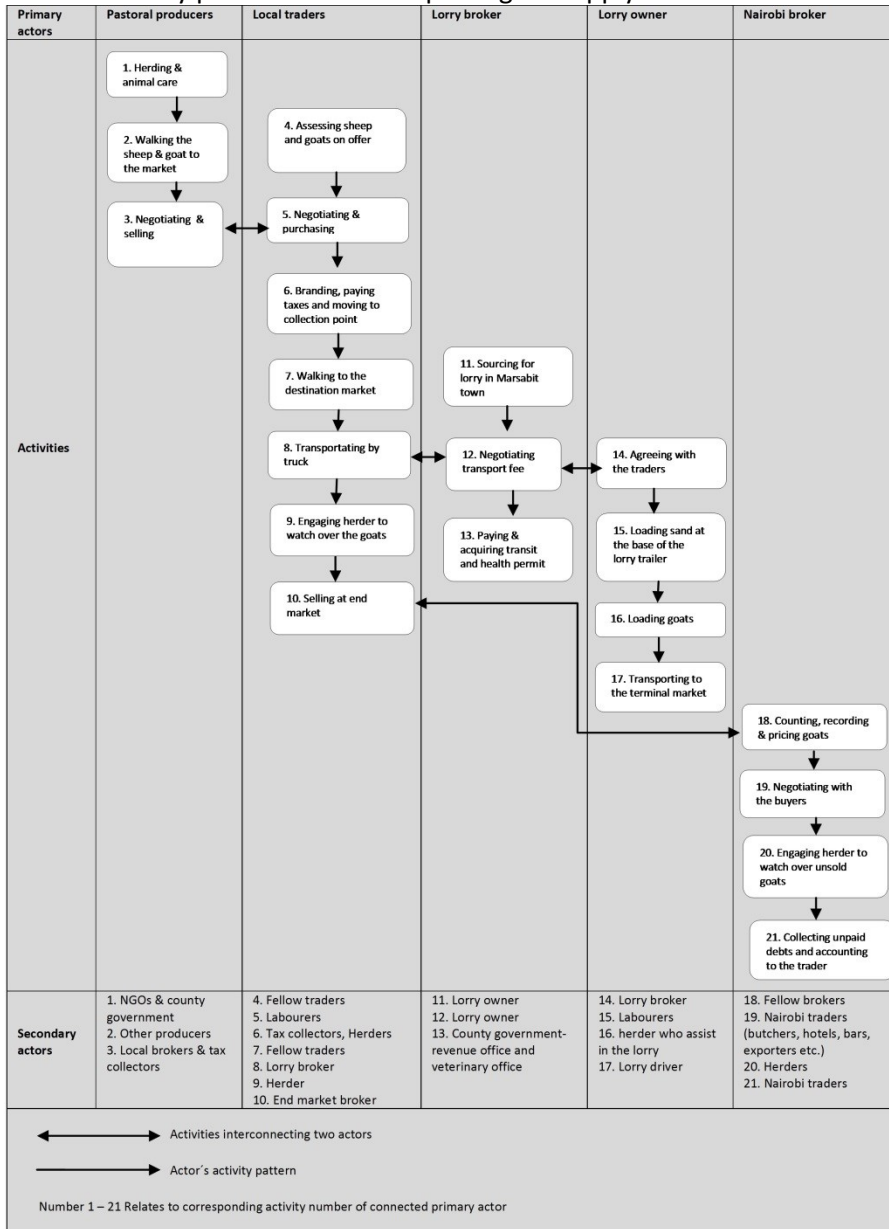 Primary
actors
Pastoral producers
Local traders
Lorry broker
Lorry owner
Nairobi broker
Activities
1. Herding &
animal care
2. Walking the
sheep & goat to
the market
3. Negotiating &
selling
4. Assessing sheep
and goats on offer
5. Negotiating &
purchasing
6. Branding, paying
taxes and moving to
collection point
7. Walking to the
destination market
8. Transportating by
truck
9. Engaging herder to
watch over the goats
10. Selling at end
market
11. Sourcing for
lorry in Marsabit
town
12. Negotiating
transport fee
13. Paying &
acquiring transit
and health permit
14. Agreeing with
the traders
15. Loading sand at
the base of the
lorry trailer
16. Loading goats
17. Transporting to
the terminal market
18. Counting, recording
& pricing goats
19. Negotiating with
the buyers
20. Engaging herder to
watch over unsold
goats
21. Collecting unpaid
debts and accounting
to the trader
Secondary
actors
1. NGOs & county
government
2. Other producers
3. Local brokers & tax
collectors
4. Fellow traders
5. Labourers
6. Tax collectors, Herders
7. Fellow traders
8. Lorry broker
9. Herder
10. End market broker
11. Lorry owner
12. Lorry owner
13. County government-
revenue office and
veterinary office
14. Lorry broker
15. Labourers
16. herder who assist
in the lorry
17. Lorry driver
18. Fellow brokers
19. Nairobi traders
(butchers, hotels, bars,
exporters etc.)
20. Herders
21. Nairobi traders
Activities interconnecting two actors
Actor´s activity pattern
Number 1 – 21 Relates to corresponding activity number of connected primary actor